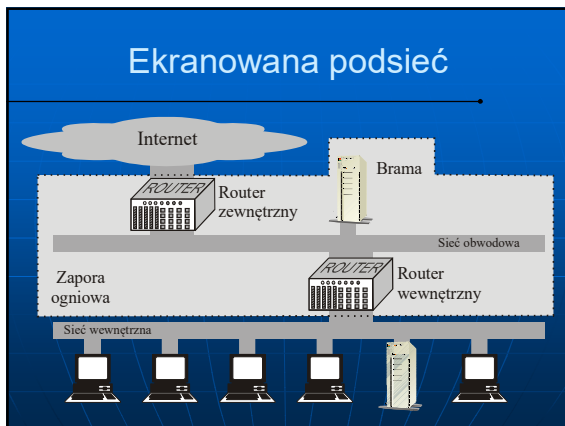 Ekranowana podsieć
Internet
Brama
ROUTER
Router
zewnętrzny
Sieć obwodowa
ROUTER
Router
wewnętrzny
Zapora
ogniowa
Sieć wewnętrzna